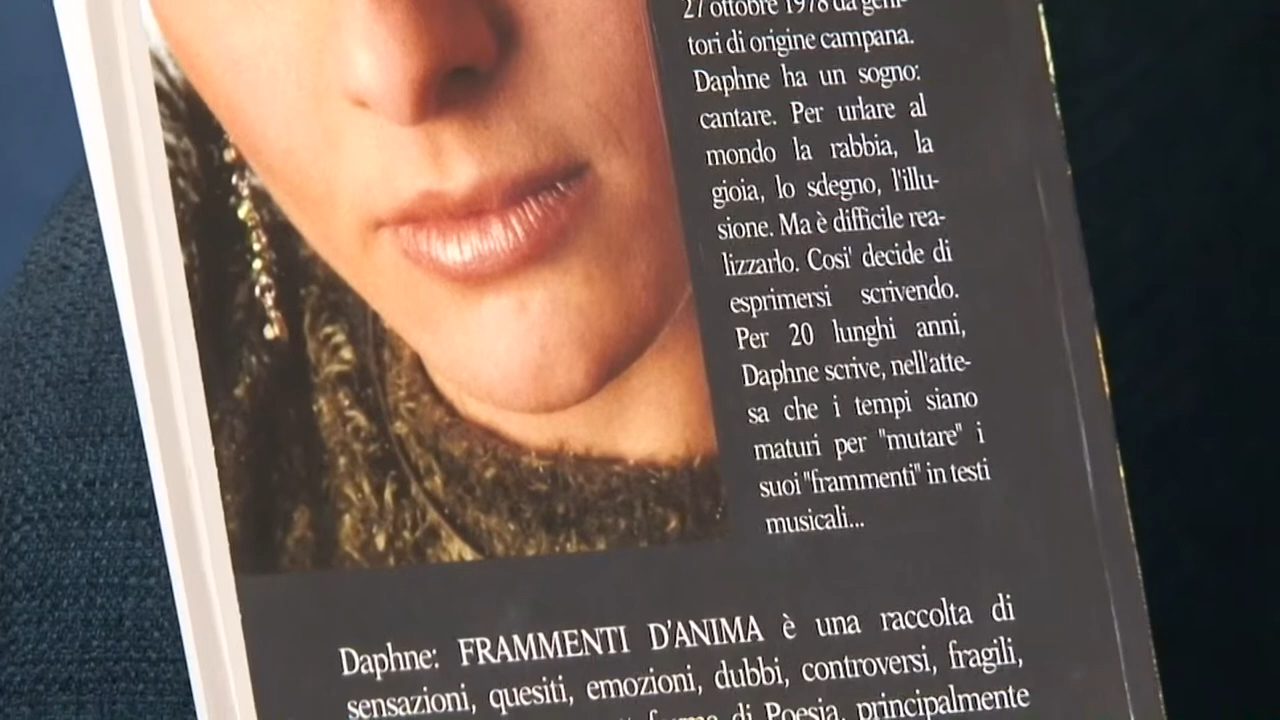 27 ottobre 1978 da geni-
tori di origine campana.
Daphne ha un sogno:
cantare. Per urlare al
mondo la rabbia, la
gioia, lo sdegno, l'illu-
sione. Ma è difficile rea-
lizzarlo. Cosi' decide di
esprimersi scrivendo.
Per 20 lunghi anni,
Daphne scrive, nell'atte-
sa che i tempi siano
maturi per "mutare" i
suoi "frammenti" in testi
musicali...
Daphne: FRAMMENTI D'ANIMA è una raccolta di
sensazioni, quesiti, emozioni, dubbi, controversi, fragili,
di Poesia, principalmente